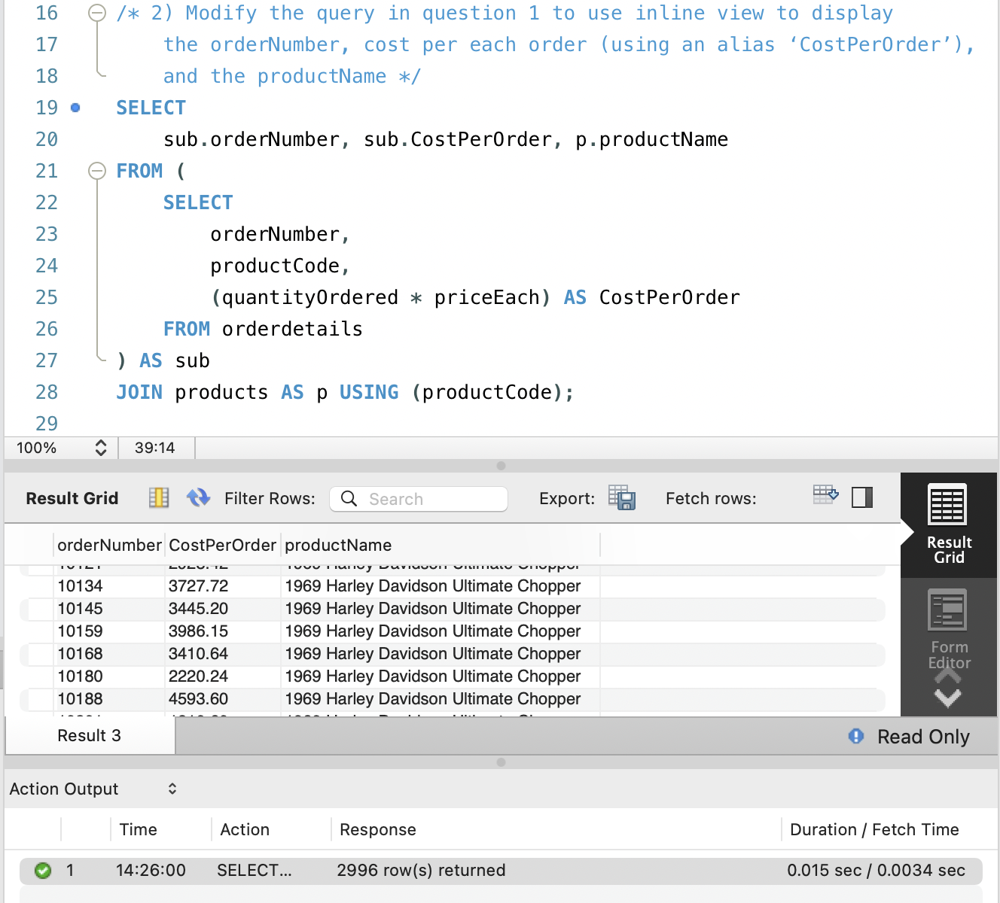 16 /* 2) Modify the query in question 1 to use inline view to display
17 the orderNumber, cost per each order (using an alias ‘CostPerOrder’),
18 and the productName */
19 SELECT
20 sub.orderNumber, sub.CostPerOrder, p.productName
21 FROM (
22 SELECT
23 orderNumber,
24 productCode,
25 (quantityOrdered * priceEach) AS CostPerOrder
26 FROM orderdetails
27 ) AS sub
28 JOIN products AS p USING (productCode);
29
100% 39:14
Result Grid Filter Rows: Search Export: Fetch rows:
orderNumber CostPerOrder productName
10134 3727.72 1969 Harley Davidson Ultimate Chopper
10145 3445.20 1969 Harley Davidson Ultimate Chopper
10159 3986.15 1969 Harley Davidson Ultimate Chopper
10168 3410.64 1969 Harley Davidson Ultimate Chopper
10180 2220.24 1969 Harley Davidson Ultimate Chopper
10188 4593.60 1969 Harley Davidson Ultimate Chopper
Result
Grid
Form
Editor
Result 3
Read Only
Action Output
Time Action Response Duration / Fetch Time
1 14:26:00 SELECT... 2996 row(s) returned 0.015 sec / 0.0034 sec